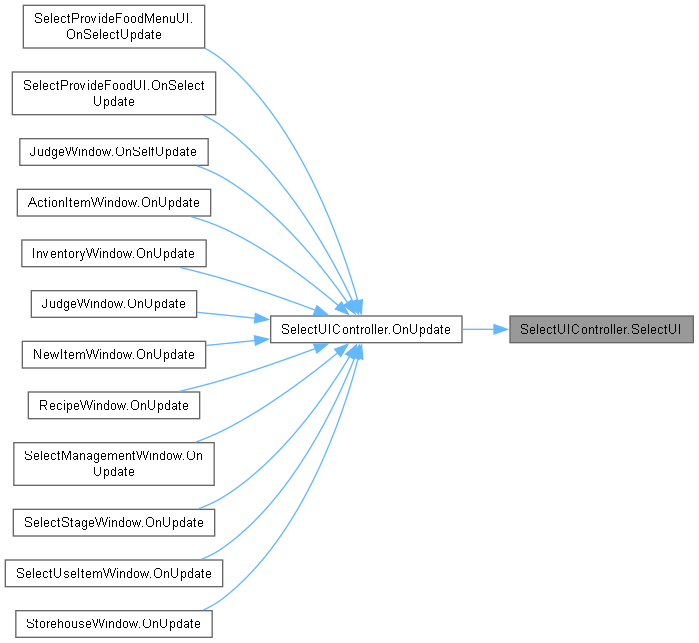 SelectProvideFoodMenuUI.
OnSelectUpdate
SelectProvideFoodUI.OnSelect
Update
JudgeWindow.OnSelfUpdate
ActionItemWindow.OnUpdate
InventoryWindow.OnUpdate
JudgeWindow.OnUpdate
SelectUIController.OnUpdate
SelectUIController.SelectUI
NewItemWindow.OnUpdate
RecipeWindow.OnUpdate
SelectManagementWindow.On
Update
SelectStageWindow.OnUpdate
SelectUseItemWindow.OnUpdate
StorehouseWindow.OnUpdate